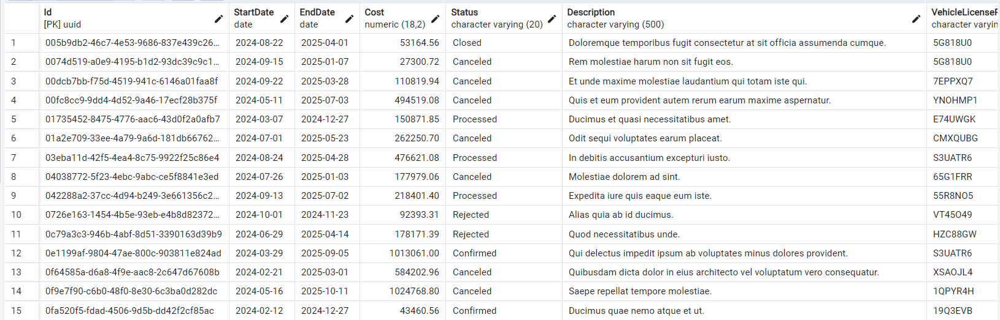 Id StartDate EndDate Cost Status Description VehicleLicenseF
[PK] uuid date date numeric (18,2) character varying (20) character varying (500) character varyin
1 005b9db2-46c7-4e53-9686-837e439c26… 2024-08-22 2025-04-01 53164.56 Closed Doloremque temporibus fugit consectetur at sit officia assumenda cumque. 5G818U0
2 0074d519-a0e9-4195-b1d2-93dc39c9c1… 2024-09-15 2025-01-07 27300.72 Canceled Rem molestiae harum non sit fugit eos. 5G818U0
3 00dcb7bb-f75d-4519-941c-6146a01faa8f 2024-09-22 2025-03-28 110819.94 Canceled Et unde maxime molestiae laudantium qui totam iste qui. 7EPPXQ7
4 00fc8cc9-9dd4-4d52-9a46-17ecf28b375f 2024-05-11 2025-07-03 494519.08 Canceled Quis et eum provident autem rerum earum maxime aspernatur. YNOHMP1
5 01735452-8475-4776-aac6-43d0f2a0afb7 2024-03-07 2024-12-27 150871.85 Processed Ducimus et quasi necessitatibus amet. E74UWGK
6 01a2e709-33ee-4a79-9a6d-181db66762… 2024-07-01 2025-05-23 262250.70 Canceled Odit sequi voluptates earum placeat. CMXQUBG
7 03eba11d-42f5-4ea4-8c75-9922f25c86e4 2024-08-24 2025-04-28 476621.08 Processed In debitis accusantium excepturi iusto. S3UATR6
8 04038772-5f23-4ebc-9abc-ce5f8841e3ed 2024-07-26 2025-01-03 177979.06 Canceled Molestiae dolorem ad sint. 65G1FRR
9 042288a2-37cc-4d94-b249-3e661356c2… 2024-09-13 2025-07-02 218401.40 Processed Expedita iure quis eaque eum iste. 55R8NO5
10 0726e163-1454-4b5e-93eb-e4b8d82372… 2024-10-01 2024-11-23 92393.31 Rejected Alias quia ab id ducimus. VT45O49
11 0c79a3c3-946b-4abf-8d51-3390163d39b9 2024-06-29 2025-04-14 178171.39 Rejected Quod necessitatibus unde. HZC88GW
12 0e1199af-9804-47ae-800c-903811e824ad 2024-03-29 2025-09-05 1013061.00 Confirmed Qui delectus impedit ipsum ab voluptates minus dolores provident. S3UATR6
13 0f64585a-d6a8-4f9e-aac8-2c647d67608b 2024-02-21 2025-03-01 584202.96 Canceled Quibusdam dicta dolor in eius architecto vel voluptatum vero consequatur. XSAOJL4
14 0f9e7f90-c6b0-48f0-8e30-6c3ba0d282dc 2024-05-16 2025-10-11 1024768.80 Canceled Saepe repellat tempore molestiae. 1QPYR4H
15 0fa520f5-fdad-4506-9d5b-dd42f2cf85ac 2024-02-12 2024-12-27 43460.56 Confirmed Ducimus quae nemo atque et ut. 19Q3EVB